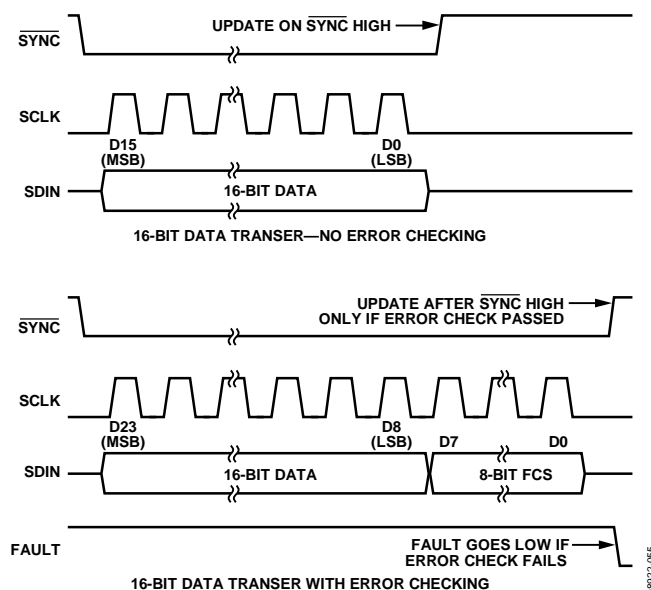 UPDATE ON SYNC HIGH
SYNC
SCLK
D15
(MSB)
D0
(LSB)
SDIN
16-BIT DATA
16-BIT DATA TRANSER—NO ERROR CHECKING
UPDATE AFTER SYNC HIGH
ONLY IF ERROR CHECK PASSED
SYNC
SCLK
D23
(MSB)
D8
(LSB)
D7
D0
SDIN
16-BIT DATA
8-BIT FCS
FAULT
FAULT GOES LOW IF
ERROR CHECK FAILS
16-BIT DATA TRANSER WITH ERROR CHECKING